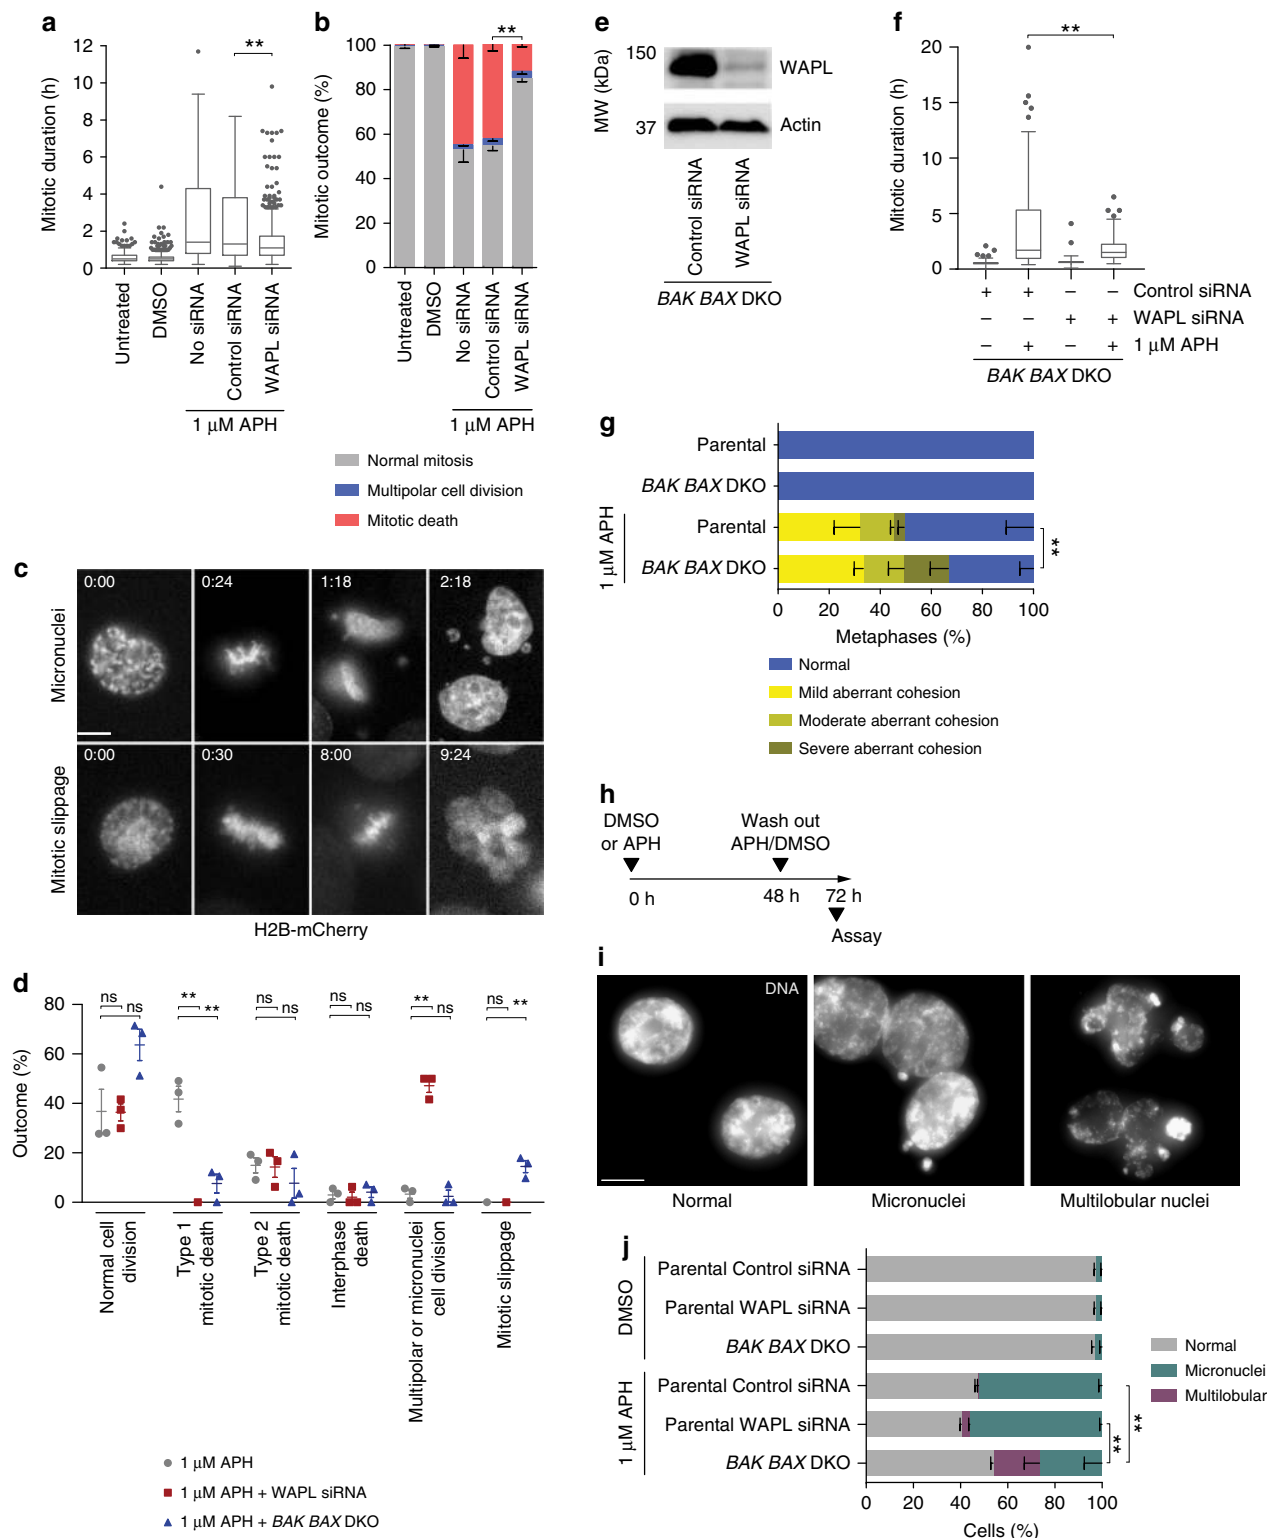 a
Mitotic duration (h)
12
10
8
6
4
2
0
**
Untreated
DMSO
No siRNA
Control siRNA
WAPL siRNA
1 μM APH
b
Mitotic outcome (%)
100
80
60
40
20
0
**
Untreated
DMSO
No siRNA
Control siRNA
WAPL siRNA
1 μM APH
Normal mitosis
Multipolar cell division
Mitotic death
c
Micronuclei
0:00
0:24
1:18
2:18
Mitotic slippage
0:00
0:30
8:00
9:24
H2B-mCherry
d
Outcome (%)
80
60
40
20
0
ns
ns
**
**
ns
ns
ns
ns
**
ns
ns
**
Normal cell
division
Type 1
mitotic death
Type 2
mitotic death
Interphase
death
Multipolar or micronuclei
cell division
Mitotic slippage
1 μM APH
1 μM APH + WAPL siRNA
1 μM APH + BAK BAX DKO
e
MW (kDa)
150
37
WAPL
Actin
Control siRNA
WAPL siRNA
BAK BAX DKO
f
Mitotic duration (h)
20
15
10
5
0
**
+ + – – Control siRNA
– – + + WAPL siRNA
– + – + 1 μM APH
BAK BAX DKO
g
Parental
BAK BAX DKO
1 μM APH
Parental
BAK BAX DKO
**
0 20 40 60 80 100
Metaphases (%)
Normal
Mild aberrant cohesion
Moderate aberrant cohesion
Severe aberrant cohesion
h
DMSO
or APH
Wash out
APH/DMSO
0 h
48 h
72 h
Assay
i
DNA
Normal
Micronuclei
Multilobular nuclei
j
DMSO
Parental Control siRNA
Parental WAPL siRNA
BAK BAX DKO
1 μM APH
Parental Control siRNA
Parental WAPL siRNA
BAK BAX DKO
**
**
0 20 40 60 80 100
Cells (%)
Normal
Micronuclei
Multilobular